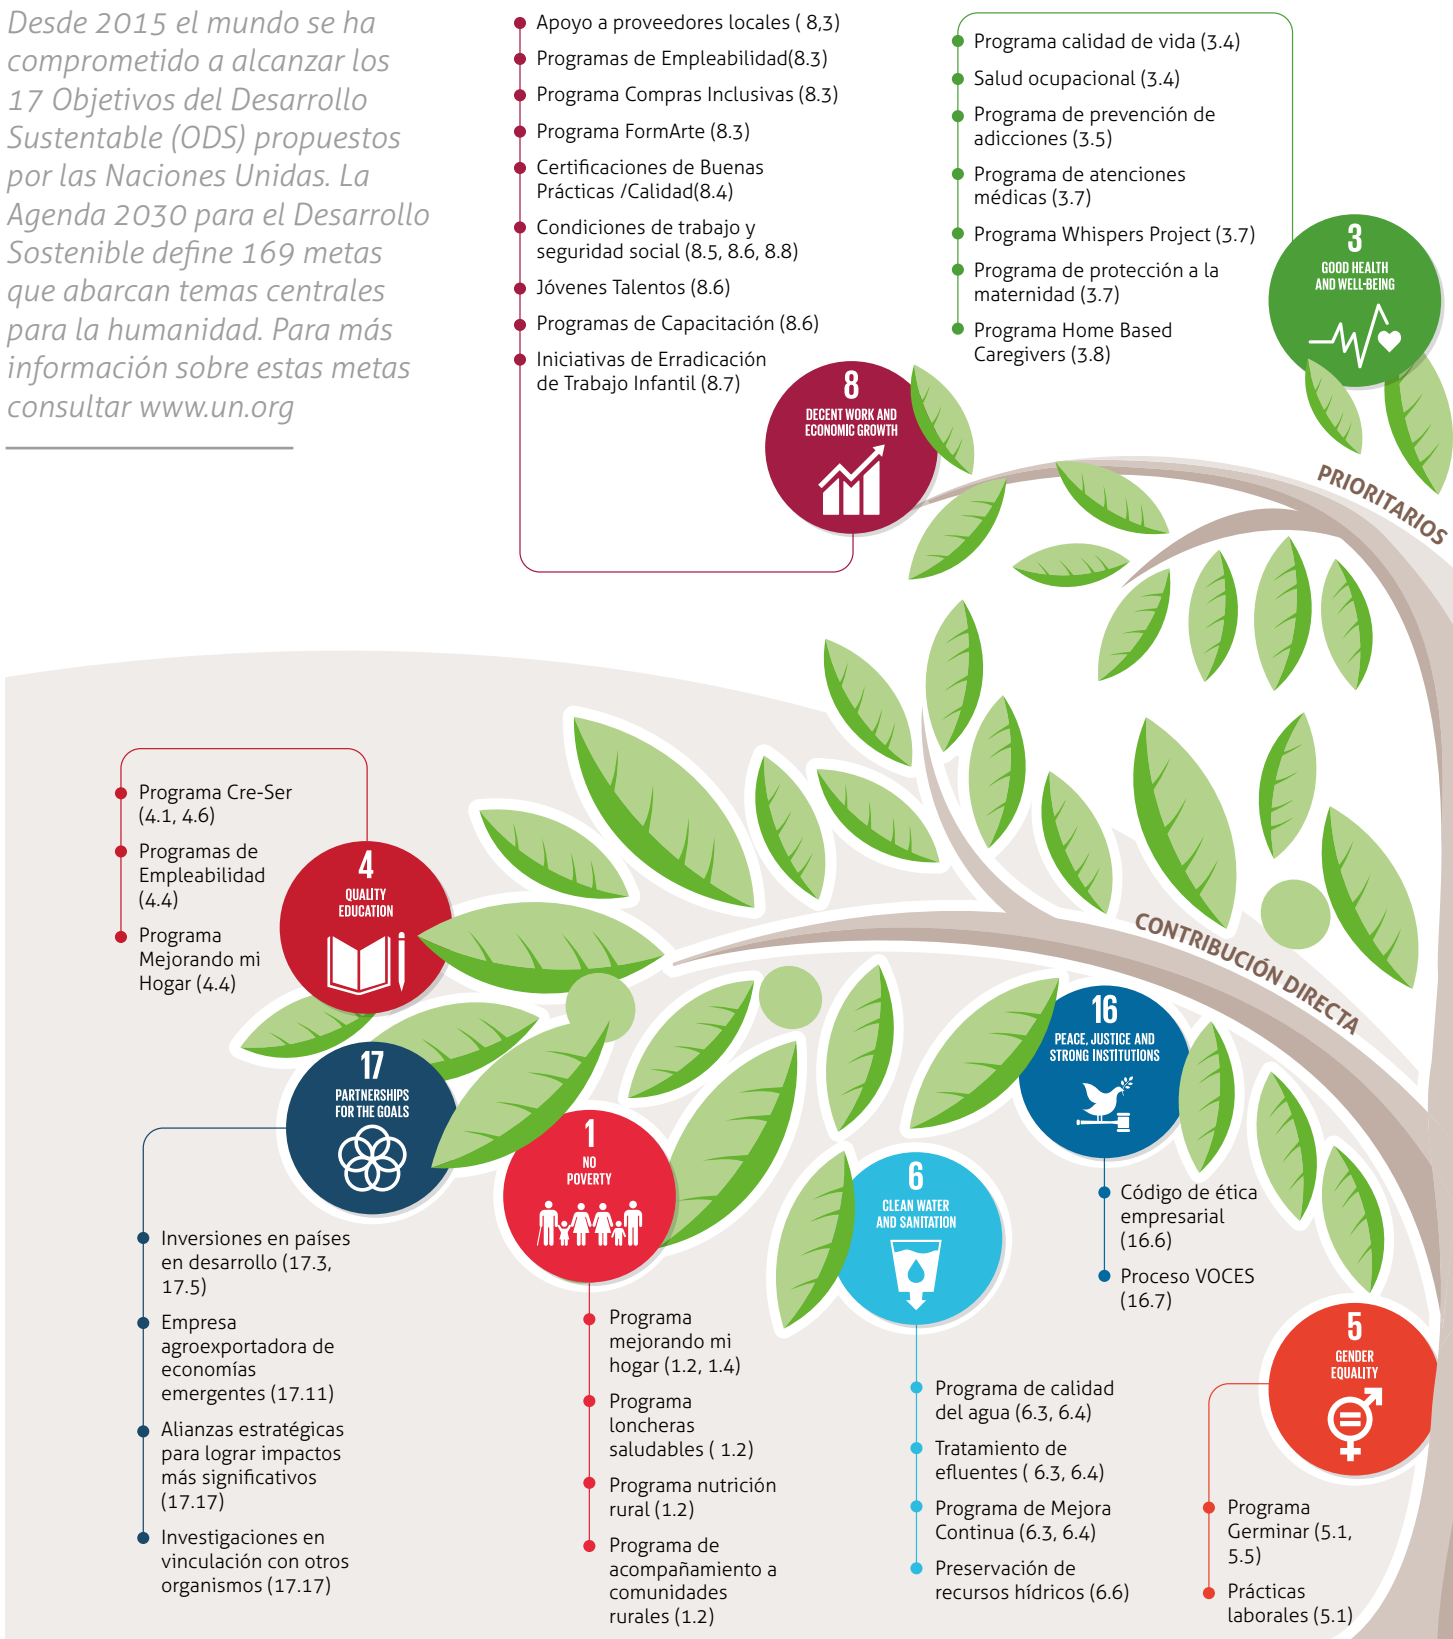 Desde 2015 el mundo se ha
comprometido a alcanzar los
17 Objetivos del Desarrollo
Sustentable (ODS) propuestos
por las Naciones Unidas. La
Agenda 2030 para el Desarrollo
Sostenible define 169 metas
que abarcan temas centrales
para la humanidad. Para más
información sobre estas metas
consultar www.un.org
Apoyo a proveedores locales ( 8,3)
Programas de Empleabilidad(8.3)
Programa Compras Inclusivas (8.3)
Programa FormArte (8.3)
Certificaciones de Buenas
Prácticas /Calidad(8.4)
Condiciones de trabajo y
seguridad social (8.5, 8.6, 8.8)
Jóvenes Talentos (8.6)
Programas de Capacitación (8.6)
Iniciativas de Erradicación
de Trabajo Infantil (8.7)
8
DECENT WORK AND
ECONOMIC GROWTH
Programa calidad de vida (3.4)
Salud ocupacional (3.4)
Programa de prevención de
adicciones (3.5)
Programa de atenciones
médicas (3.7)
Programa Whispers Project (3.7)
Programa de protección a la
maternidad (3.7)
Programa Home Based
Caregivers (3.8)
3
GOOD HEALTH
AND WELL-BEING
PRIORITARIOS
Programa Cre-Ser
(4.1, 4.6)
Programas de
Empleabilidad
(4.4)
Programa
Mejorando mi
Hogar (4.4)
4
QUALITY
EDUCATION
CONTRIBUCIÓN DIRECTA
17
PARTNERSHIPS
FOR THE GOALS
Inversiones en países
en desarrollo (17.3,
17.5)
Empresa
agroexportadora de
economías
emergentes (17.11)
Alianzas estratégicas
para lograr impactos
más significativos
(17.17)
Investigaciones en
vinculación con otros
organismos (17.17)
1
NO
POVERTY
Programa
mejorando mi
hogar (1.2, 1.4)
Programa
loncheras
saludables ( 1.2)
Programa nutrición
rural (1.2)
Programa de
acompañamiento a
comunidades
rurales (1.2)
6
CLEAN WATER
AND SANITATION
Programa de calidad
del agua (6.3, 6.4)
Tratamiento de
efluentes ( 6.3, 6.4)
Programa de Mejora
Continua (6.3, 6.4)
Preservación de
recursos hídricos (6.6)
16
PEACE, JUSTICE AND
STRONG INSTITUTIONS
Código de ética
empresarial
(16.6)
Proceso VOCES
(16.7)
5
GENDER
EQUALITY
Programa
Germinar (5.1,
5.5)
Prácticas
laborales (5.1)